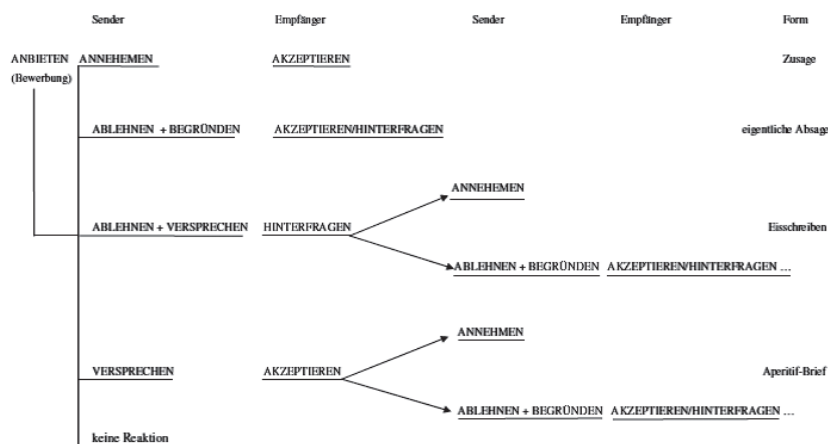 Sender Empfänger Sender Empfänger Form
ANBIETEN ANNEHEMEN AKZEPTIEREN Zusage
(Bewerbung)
ABLEHNEN + BEGRÜNDEN AKZEPTIEREN/HINTERFRAGEN eigentliche Absage
ANNEHEMEN
ABLEHNEN + VERSPRECHEN HINTERFRAGEN Eisschreiben
ABLEHNEN + BEGRÜNDEN AKZEPTIEREN/HINTERFRAGEN ...
ANNEHMEN
VERSPRECHEN AKZEPTIEREN Aperitif-Brief
ABLEHNEN + BEGRÜNDEN AKZEPTIEREN/HINTERFRAGEN ...
keine Reaktion